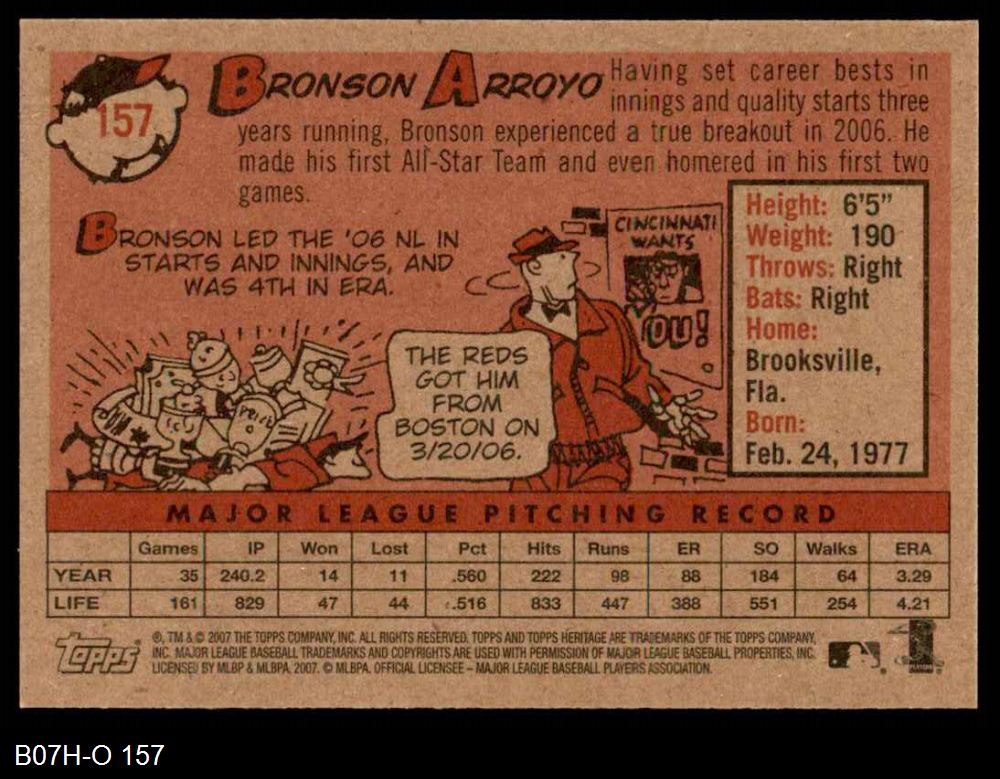 157
BRONSON ARROYO
Having set career bests in
innings and quality starts three
years running, Bronson experienced a true breakout in 2006. He
made his first All-Star Team and even homered in his first two
games.
BRONSON LED THE '06 NL IN
STARTS AND INNINGS, AND
WAS 4TH IN ERA.
THE REDS
GOT HIM
FROM
BOSTON ON
3/20/06.
CINCINNATI
WANTS
YOU!
Height: 6'5"
Weight: 190
Throws: Right
Bats: Right
Home:
Brooksville,
Fla.
Born:
Feb. 24, 1977
MAJOR LEAGUE PITCHING RECORD
Games IP Won Lost Pct Hits Runs ER SO Walks ERA
YEAR 35 240.2 14 11 .560 222 98 88 184 64 3.29
LIFE 161 829 47 44 .516 833 447 388 551 254 4.21
Topps
®, TM & © 2007 THE TOPPS COMPANY, INC. ALL RIGHTS RESERVED. TOPPS AND TOPPS HERITAGE ARE TRADEMARKS OF THE TOPPS COMPANY,
INC. MAJOR LEAGUE BASEBALL TRADEMARKS AND COPYRIGHTS ARE USED WITH PERMISSION OF MAJOR LEAGUE BASEBALL PROPERTIES, INC.
LICENSED BY MLBP & MLBPA, 2007. © MLBPA. OFFICIAL LICENSEE – MAJOR LEAGUE BASEBALL PLAYERS ASSOCIATION.
B07H-O 157